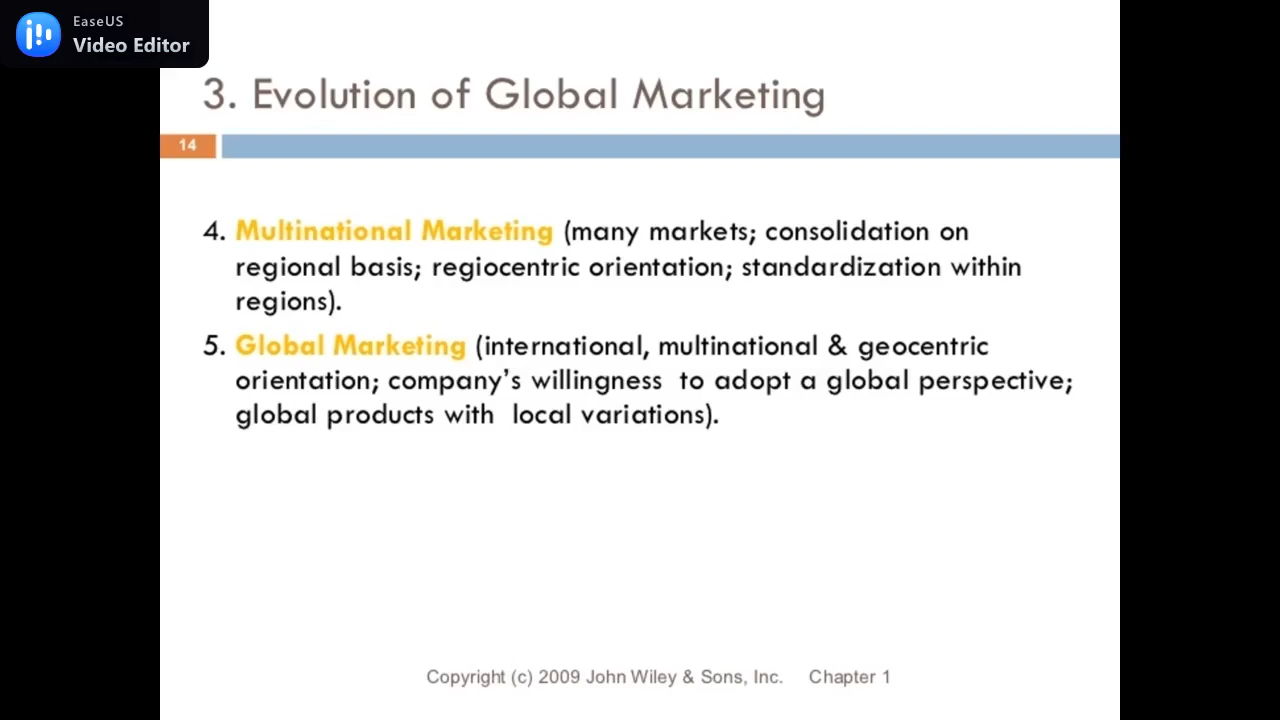 EaseUS
Video Editor
3. Evolution of Global Marketing
14
4. Multinational Marketing (many markets; consolidation on
regional basis; regiocentric orientation; standardization within
regions).
5. Global Marketing (international, multinational & geocentric
orientation; company’s willingness to adopt a global perspective;
global products with local variations).
Copyright (c) 2009 John Wiley & Sons, Inc. Chapter 1